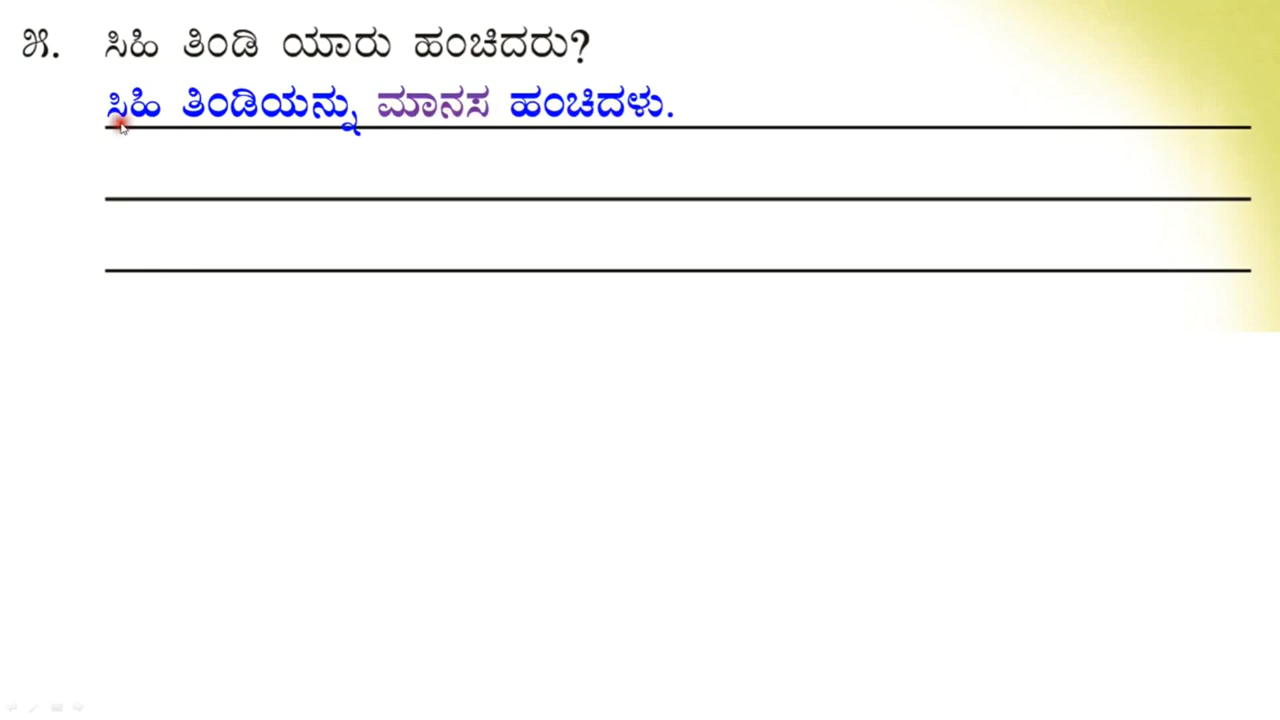 ೫. ಸಿಹಿ ತಿಂಡಿ ಯಾರು ಹಂಚಿದರು?
ಸಿಹಿ ತಿಂಡಿಯನ್ನು ಮಾನಸ ಹಂಚಿದಳು.